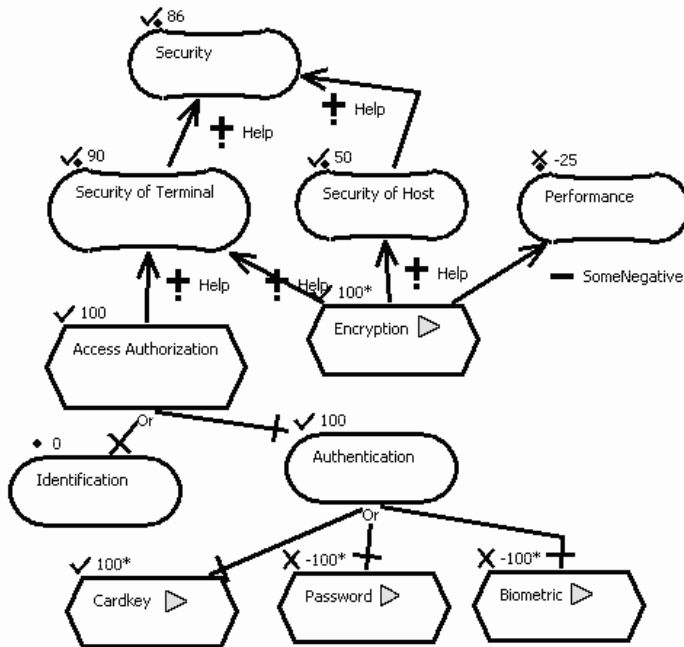 86
Security
Help
Help
90
50
-25
Security of Terminal
Security of Host
Performance
Help
Help
Help
SomeNegative
100
100*
Access Authorization
Encryption
Or
0
100
Identification
Authentication
Or
100*
-100*
-100*
Cardkey
Password
Biometric